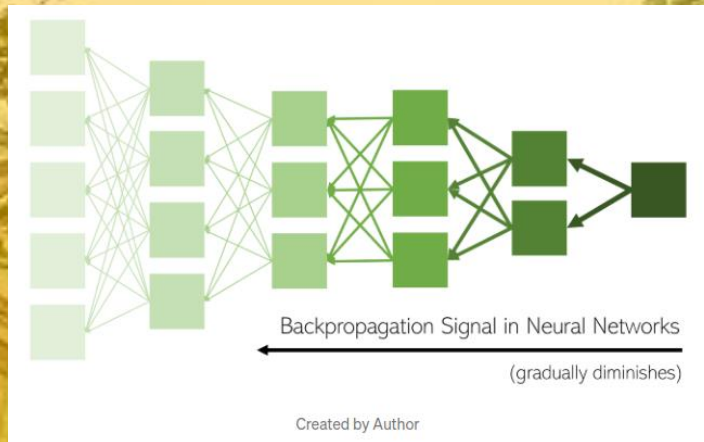 Backpropagation Signal in Neural Networks
(gradually diminishes)
Created by Author